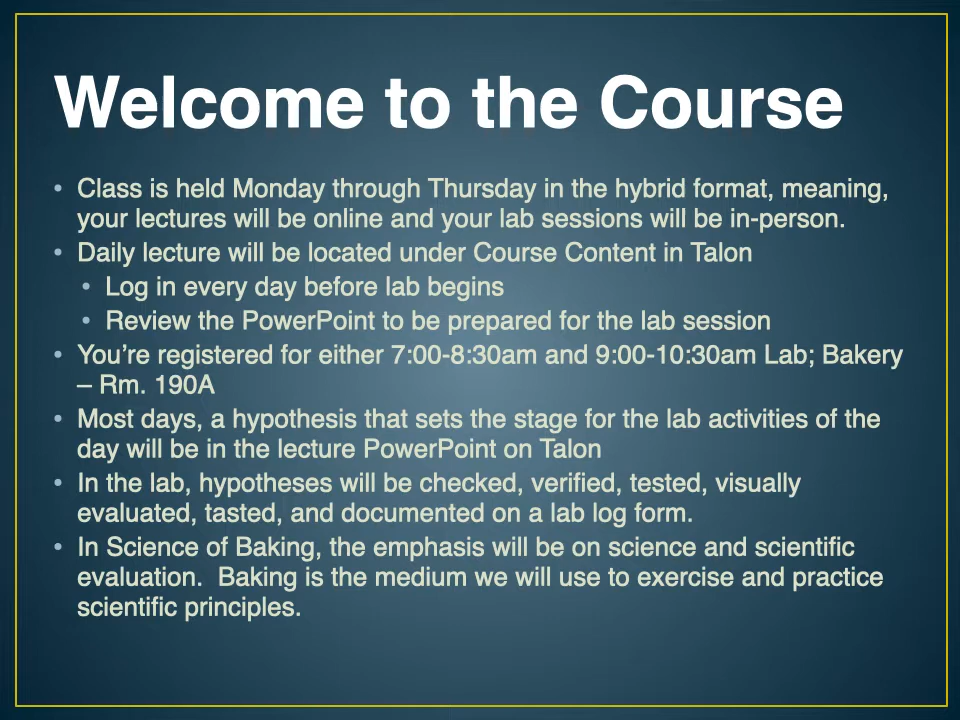 Welcome to the Course
• Class is held Monday through Thursday in the hybrid format, meaning,
your lectures will be online and your lab sessions will be in-person.
• Daily lecture will be located under Course Content in Talon
• Log in every day before lab begins
• Review the PowerPoint to be prepared for the lab session
• You’re registered for either 7:00-8:30am and 9:00-10:30am Lab; Bakery
– Rm. 190A
• Most days, a hypothesis that sets the stage for the lab activities of the
day will be in the lecture PowerPoint on Talon
• In the lab, hypotheses will be checked, verified, tested, visually
evaluated, tasted, and documented on a lab log form.
• In Science of Baking, the emphasis will be on science and scientific
evaluation.  Baking is the medium we will use to exercise and practice
scientific principles.